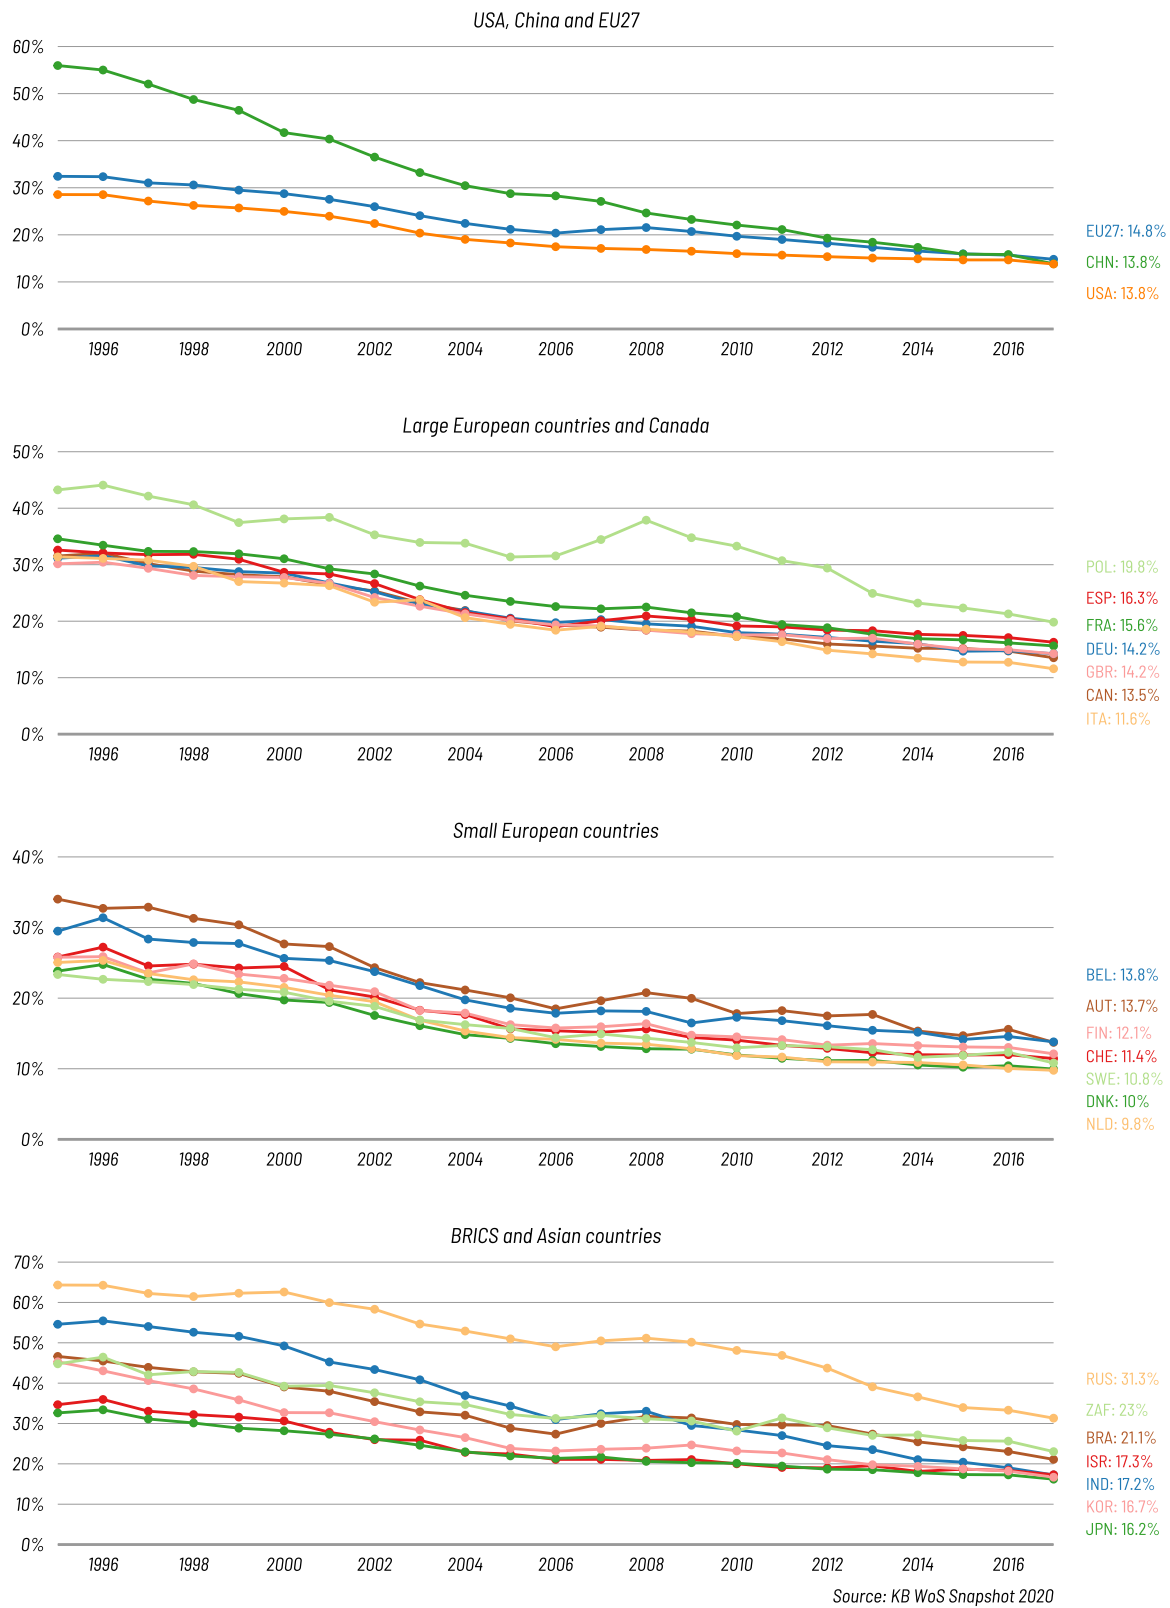 USA, China and EU27
60%
50%
40%
30%
20%
10%
0%
EU27: 14.8%
CHN: 13.8%
USA: 13.8%
1996 1998 2000 2002 2004 2006 2008 2010 2012 2014 2016
Large European countries and Canada
50%
40%
30%
20%
10%
0%
POL: 19.8%
ESP: 16.3%
FRA: 15.6%
DEU: 14.2%
GBR: 14.2%
CAN: 13.5%
ITA: 11.6%
1996 1998 2000 2002 2004 2006 2008 2010 2012 2014 2016
Small European countries
40%
30%
20%
10%
0%
BEL: 13.8%
AUT: 13.7%
FIN: 12.1%
CHE: 11.4%
SWE: 10.8%
DNK: 10%
NLD: 9.8%
1996 1998 2000 2002 2004 2006 2008 2010 2012 2014 2016
BRICS and Asian countries
70%
60%
50%
40%
30%
20%
10%
0%
RUS: 31.3%
ZAF: 23%
BRA: 21.1%
ISR: 17.3%
IND: 17.2%
KOR: 16.7%
JPN: 16.2%
1996 1998 2000 2002 2004 2006 2008 2010 2012 2014 2016
Source: KB WoS Snapshot 2020